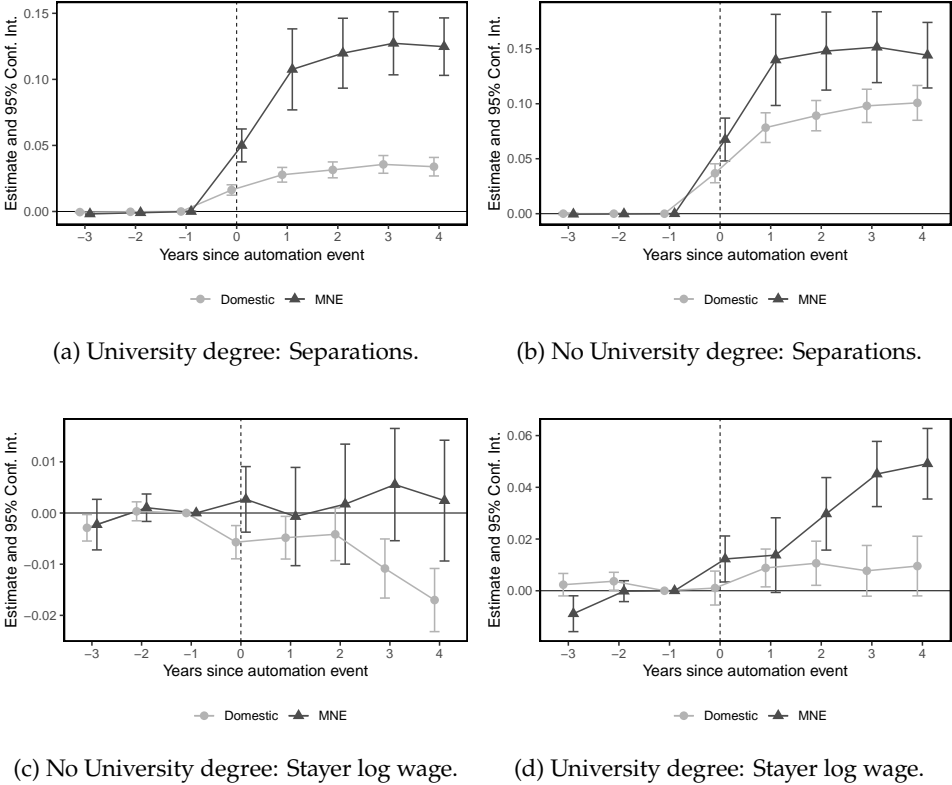 Estimate and 95% Conf. Int.
0.15
0.10
0.05
0.00
−3 −2 −1 0 1 2 3 4
Years since automation event
Domestic MNE
(a) University degree: Separations.
Estimate and 95% Conf. Int.
0.15
0.10
0.05
0.00
−3 −2 −1 0 1 2 3 4
Years since automation event
Domestic MNE
(b) No University degree: Separations.
Estimate and 95% Conf. Int.
0.01
0.00
−0.01
−0.02
−3 −2 −1 0 1 2 3 4
Years since automation event
Domestic MNE
(c) No University degree: Stayer log wage.
Estimate and 95% Conf. Int.
0.06
0.04
0.02
0.00
−3 −2 −1 0 1 2 3 4
Years since automation event
Domestic MNE
(d) University degree: Stayer log wage.